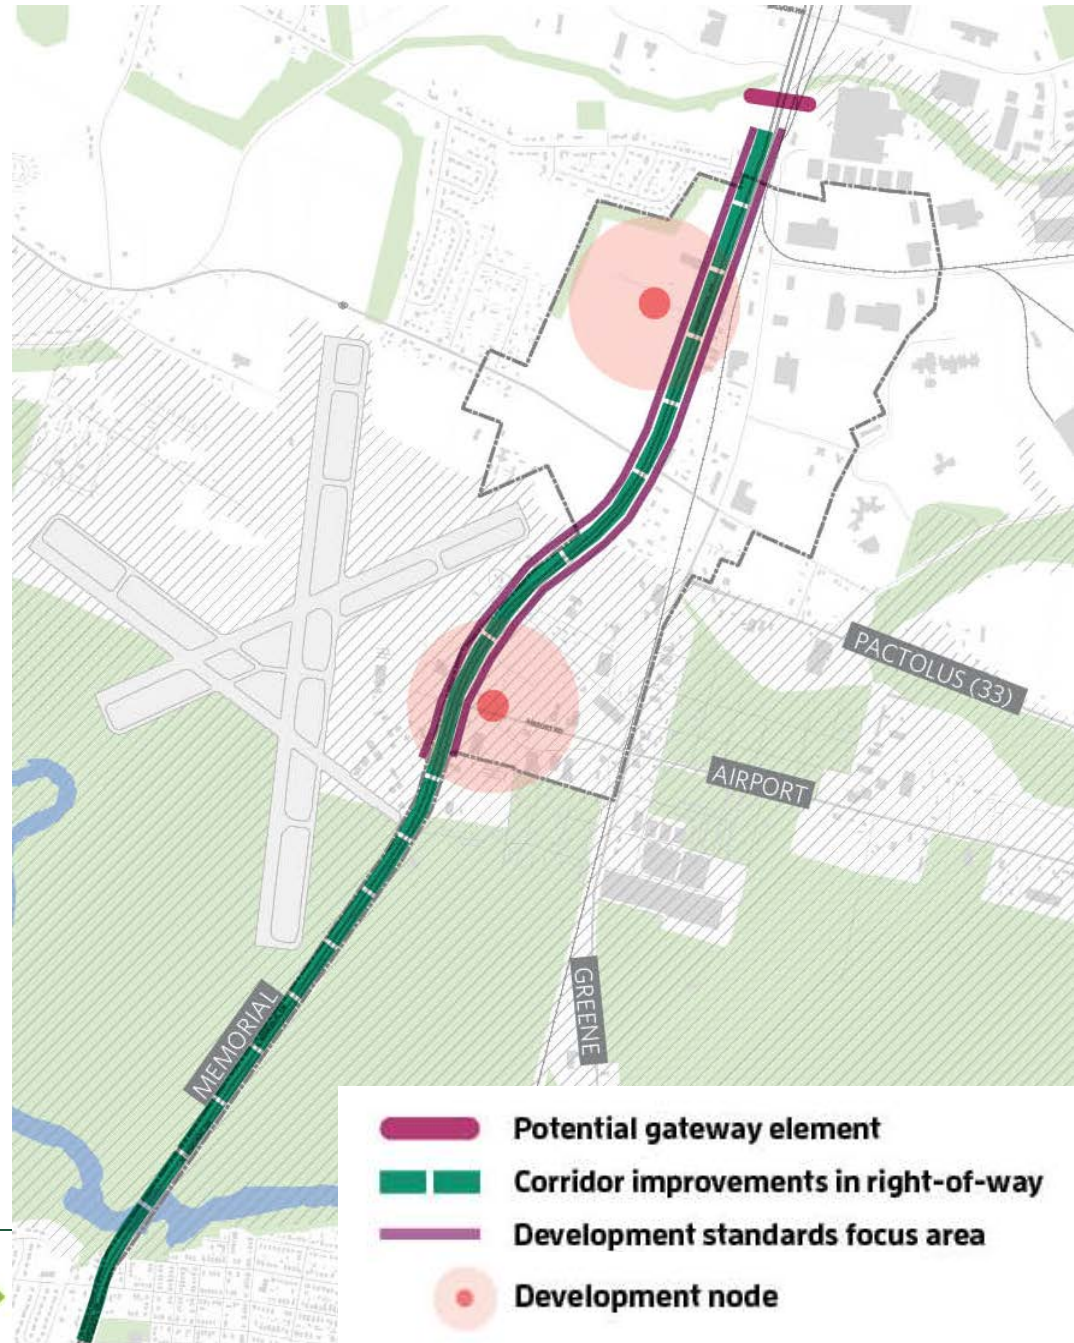 PACTOLUS (33)
AIRPORT
GREENE
MEMORIAL
Potential gateway element
Corridor improvements in right-of-way
Development standards focus area
Development node